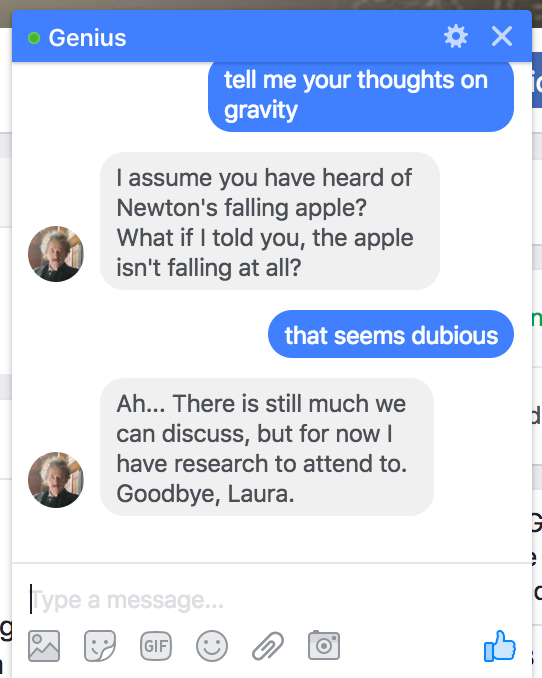 Genius
tell me your thoughts on
gravity
I assume you have heard of
Newton's falling apple?
What if I told you, the apple
isn't falling at all?
that seems dubious
Ah... There is still much we
can discuss, but for now I
have research to attend to.
Goodbye, Laura.
Type a message...
GIF